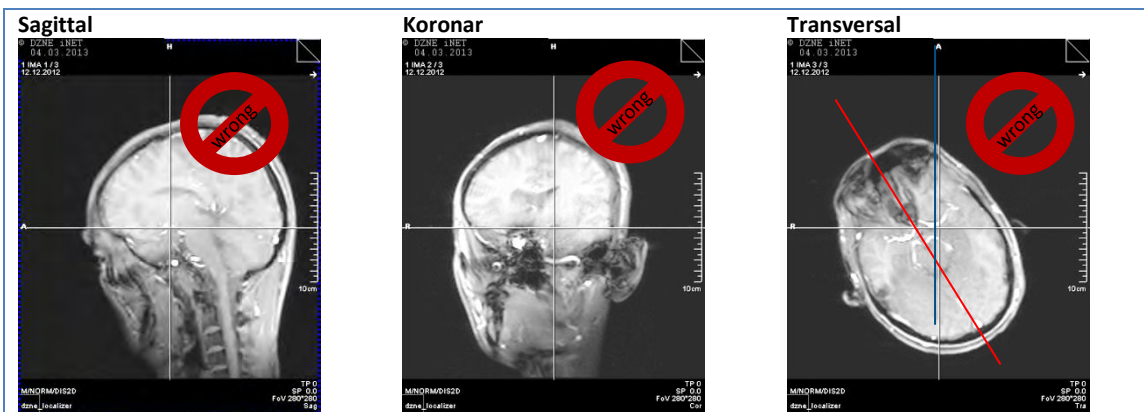 Sagittal
DZNE iNET
04.03.2013
H
1 IMA 1 / 3
12.12.2012
wrong
A
10cm
TP 0
SP 0.0
FoV 280*280
Sag
M/NORM/DIS2D
dzne_localizer
Koronar
DZNE iNET
04.03.2013
H
1 IMA 2 / 3
12.12.2012
wrong
R
10cm
TP 0
SP 0.0
FoV 280*280
Cor
M/NORM/DIS2D
dzne_localizer
Transversal
DZNE iNET
04.03.2013
A
1 IMA 3 / 3
12.12.2012
wrong
R
10cm
TP 0
SP 0.0
FoV 280*280
Tra
M/NORM/DIS2D
dzne_localizer